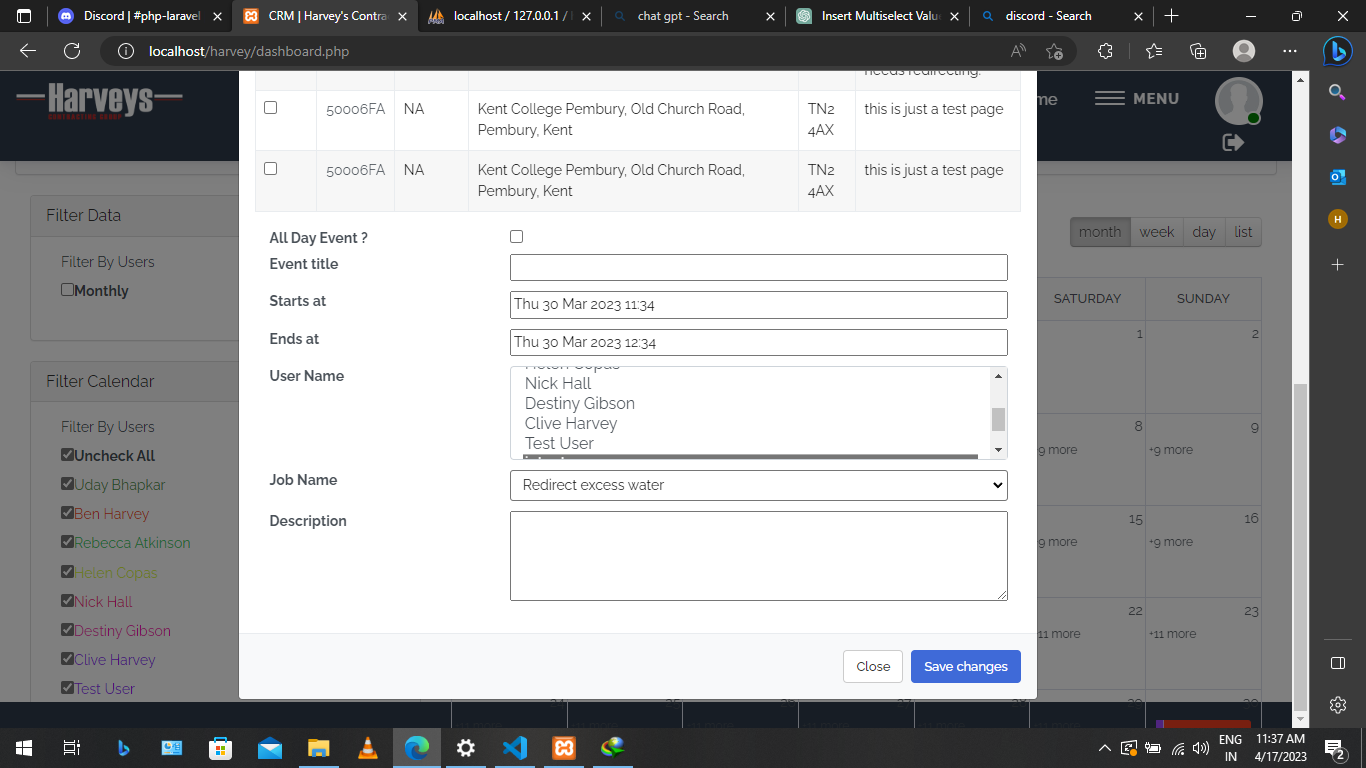 Discord | #php-laravel
CRM | Harvey's Contra
localhost / 127.0.0.1 /
chat gpt - Search
Insert Multiselect Valu
discord - Search
localhost/harvey/dashboard.php
Harveys
CONTRACTING GROUP
me
MENU
needs redirecting.
50006FA NA Kent College Pembury, Old Church Road, TN2 this is just a test page
Pembury, Kent 4AX
50006FA NA Kent College Pembury, Old Church Road, TN2 this is just a test page
Pembury, Kent 4AX
Filter Data
Filter By Users
Monthly
Filter Calendar
Filter By Users
Uncheck All
Uday Bhapkar
Ben Harvey
Rebecca Atkinson
Helen Copas
Nick Hall
Destiny Gibson
Clive Harvey
Test User
All Day Event ?
Event title
Starts at Thu 30 Mar 2023 11:34
Ends at Thu 30 Mar 2023 12:34
User Name
Helen Copas
Nick Hall
Destiny Gibson
Clive Harvey
Test User
Job Name Redirect excess water
Description
Close Save changes
month week day list
SATURDAY SUNDAY
1 2
8 9
+9 more +9 more
15 16
+9 more +9 more
22 23
+11 more +11 more
H
ENG 11:37 AM
IN 4/17/2023
2